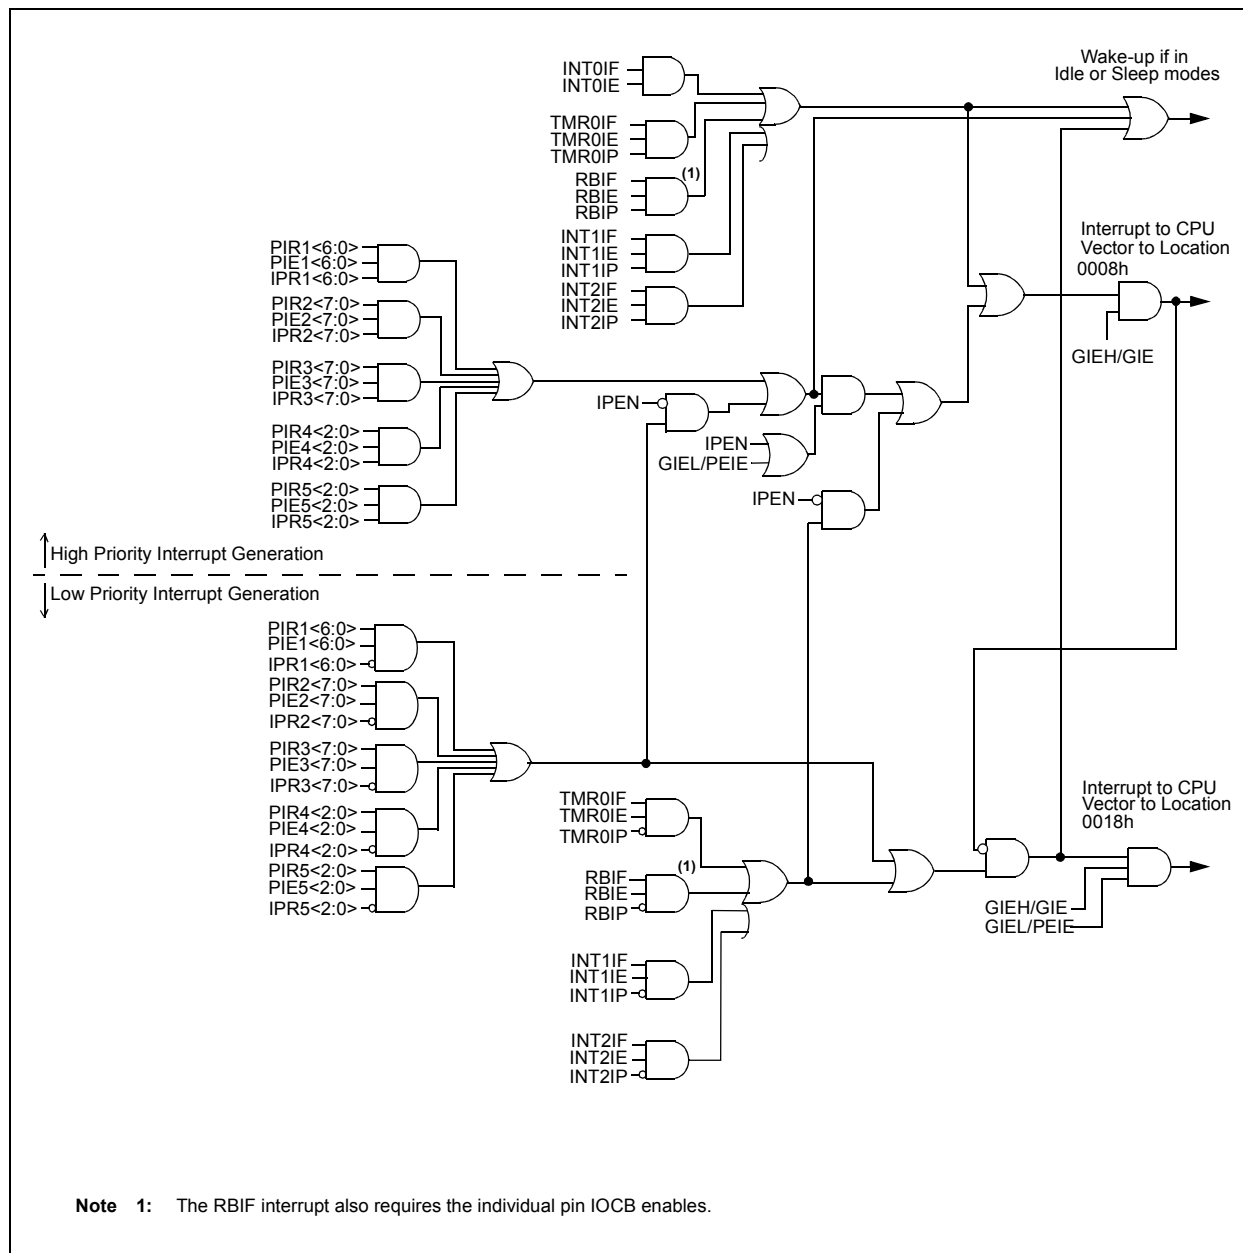 Wake-up if in
Idle or Sleep modes
INT0IF
INT0IE
TMR0IF
TMR0IE
TMR0IP
(1)
RBIF
RBIE
RBIP
INT1IF
INT1IE
INT1IP
INT2IF
INT2IE
INT2IP
Interrupt to CPU
Vector to Location
0008h
GIEH/GIE
PIR1<6:0>
PIE1<6:0>
IPR1<6:0>
PIR2<7:0>
PIE2<7:0>
IPR2<7:0>
PIR3<7:0>
PIE3<7:0>
IPR3<7:0>
PIR4<2:0>
PIE4<2:0>
IPR4<2:0>
PIR5<2:0>
PIE5<2:0>
IPR5<2:0>
IPEN
IPEN
GIEL/PEIE
IPEN
High Priority Interrupt Generation
Low Priority Interrupt Generation
PIR1<6:0>
PIE1<6:0>
IPR1<6:0>
PIR2<7:0>
PIE2<7:0>
IPR2<7:0>
PIR3<7:0>
PIE3<7:0>
IPR3<7:0>
PIR4<2:0>
PIE4<2:0>
IPR4<2:0>
PIR5<2:0>
PIE5<2:0>
IPR5<2:0>
TMR0IF
TMR0IE
TMR0IP
(1)
RBIF
RBIE
RBIP
INT1IF
INT1IE
INT1IP
INT2IF
INT2IE
INT2IP
Interrupt to CPU
Vector to Location
0018h
GIEH/GIE
GIEL/PEIE
Note 1: The RBIF interrupt also requires the individual pin IOCB enables.